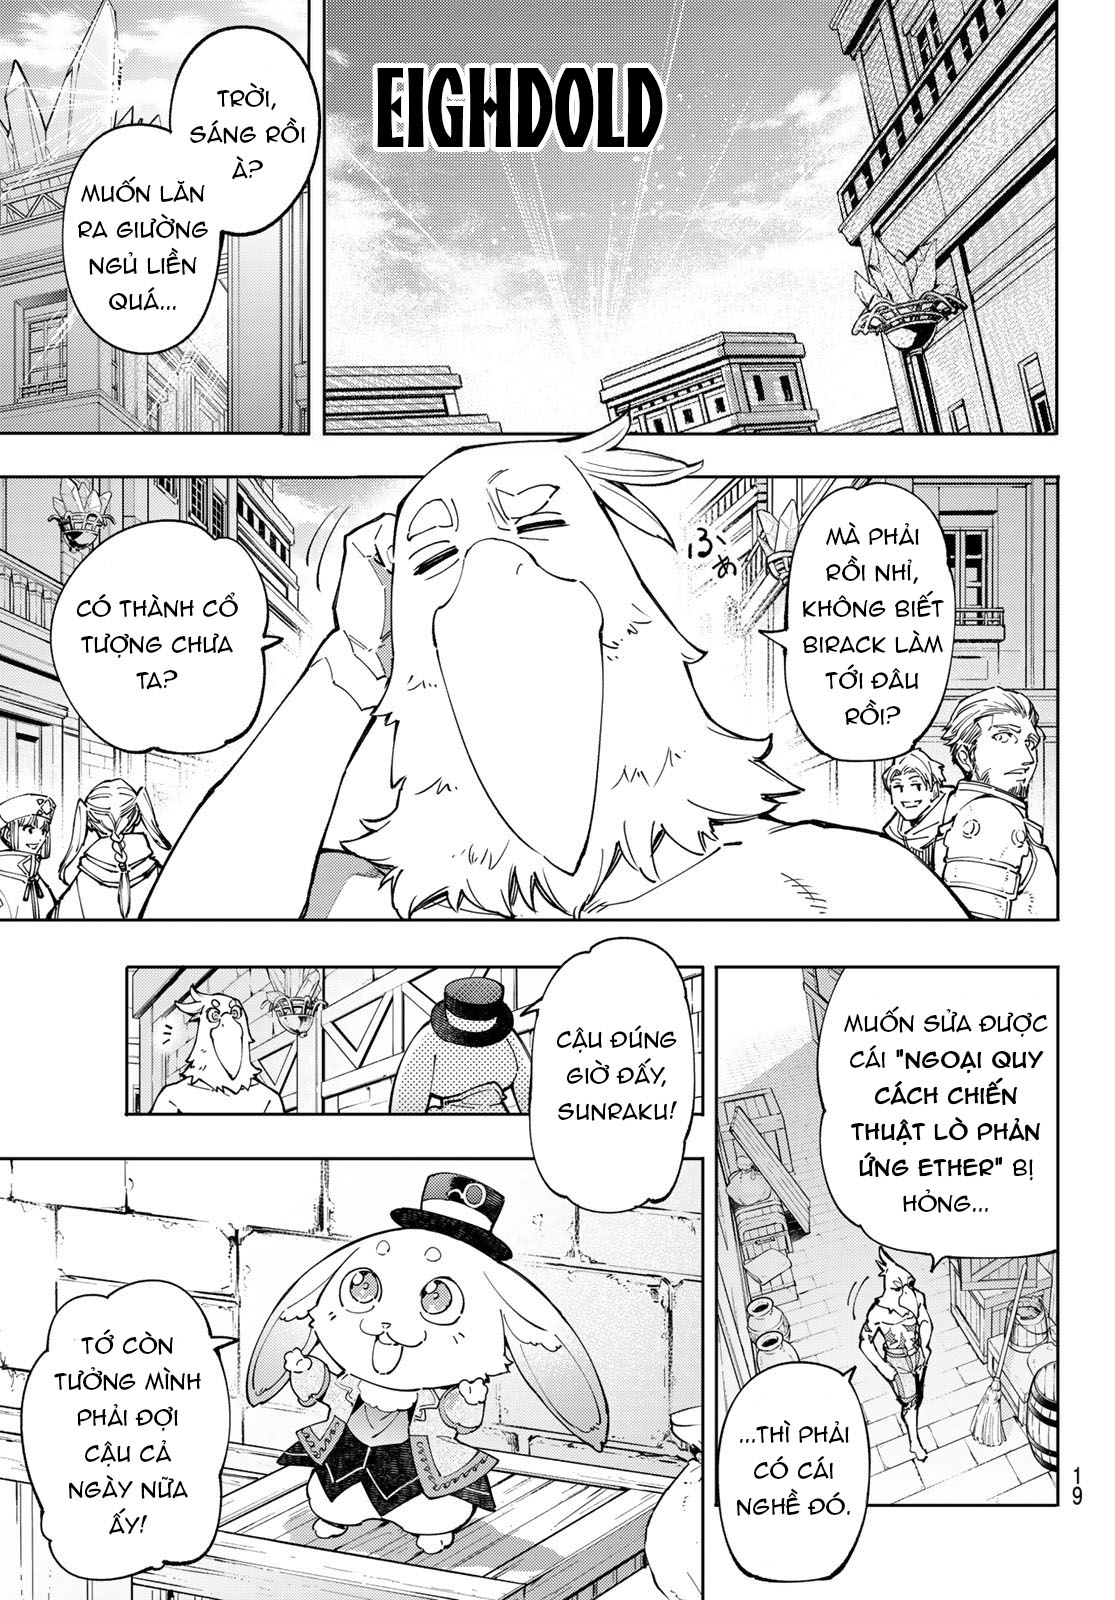 EIGHDOLD
TRỜI,
SÁNG RỒI
À?
MUỐN LĂN
RA GIƯỜNG
NGỦ LIỀN
QUÁ...
MÀ PHẢI
RỒI NHỈ,
KHÔNG BIẾT
BIRACK LÀM
TỚI ĐÂU
RỒI?
ふぁ
CÓ THÀNH CỔ
TƯỢNG CHƯA
TA?
MUỐN SỬA ĐƯỢC
CÁI "NGOẠI QUY
CÁCH CHIẾN
THUẬT LÒ PHẢN
ỨNG ETHER" BỊ
HỎNG...
...THÌ PHẢI
CÓ CÁI
NGHỀ ĐÓ.
CẬU ĐÚNG
GIỜ ĐẤY,
SUNRAKU!
TỚ CÒN
TƯỞNG MÌNH
PHẢI ĐỢI
CẬU CẢ
NGÀY NỮA
ẤY!
19